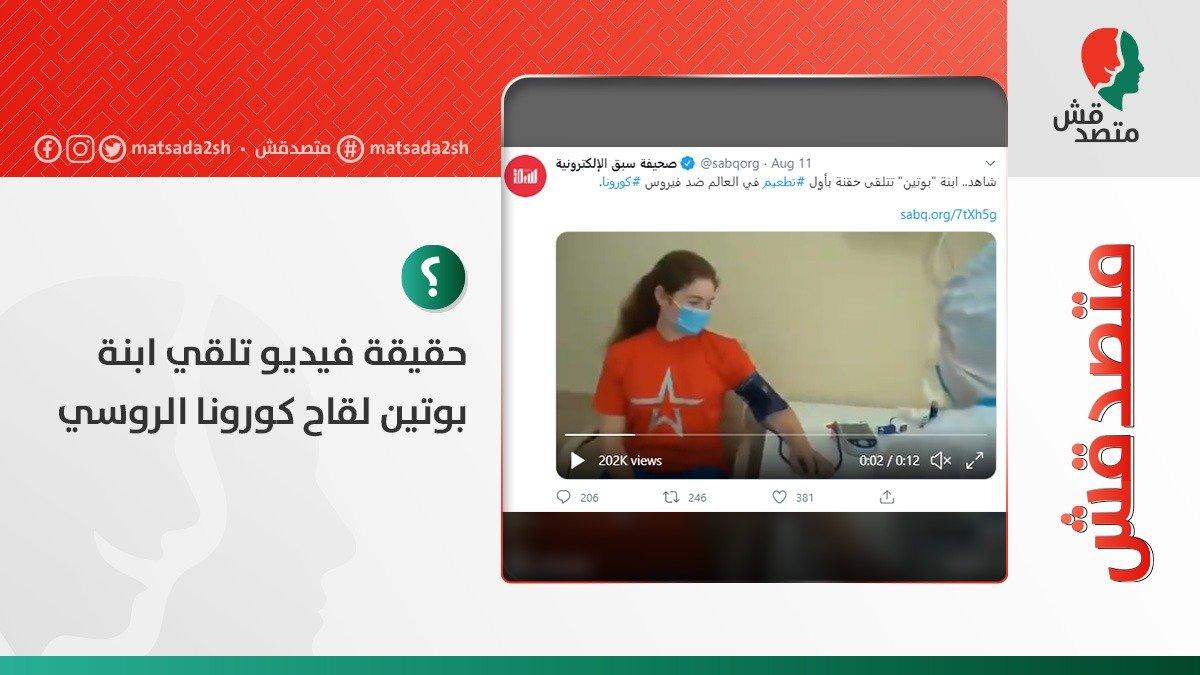 متصدقش
matsada2sh # متصدقش • matsada2sh
صحيفة سبق الإلكترونية @sabqorg · Aug 11
شاهد.. ابنة "بوتين" تتلقى حقنة بأول #تطعيم في العالم ضد فيروس #كورونا.
sabq.org/7tXh5g
202K views 0:02 / 0:12
206 246 381
؟
حقيقة فيديو تلقي ابنة
بوتين لقاح كورونا الروسي
متصدقش